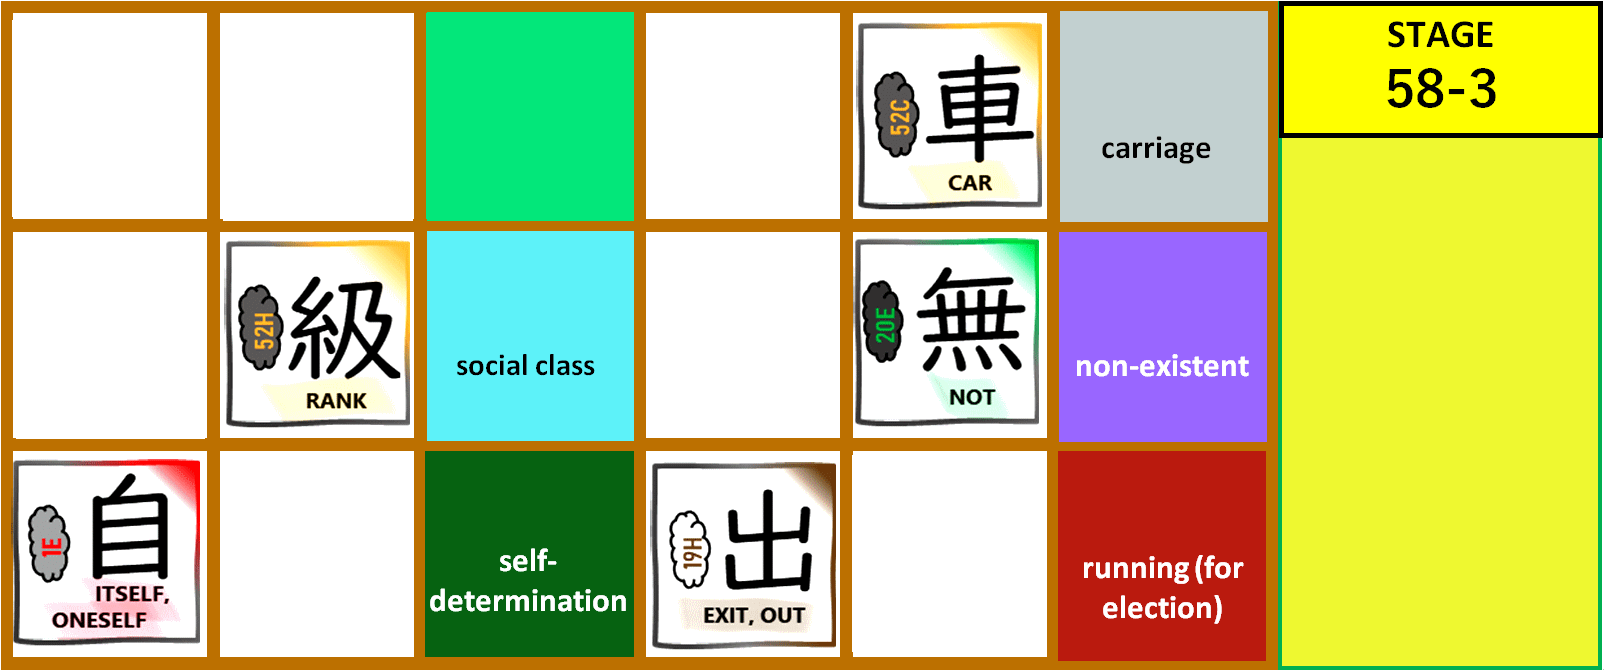 52C
車
CAR
carriage
STAGE
58-3
52H
級
RANK
social class
20E
無
NOT
non-existent
1E
自
ITSELF,
ONESELF
self-
determination
19H
出
EXIT, OUT
running (for
election)